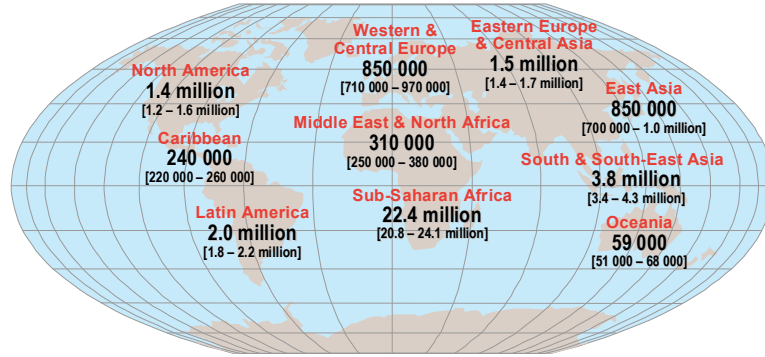 Western &
Central Europe
850 000
[710 000 – 970 000]
Eastern Europe
& Central Asia
1.5 million
[1.4 – 1.7 million]
North America
1.4 million
[1.2 – 1.6 million]
East Asia
850 000
[700 000 – 1.0 million]
Caribbean
240 000
[220 000 – 260 000]
Middle East & North Africa
310 000
[250 000 – 380 000]
South & South-East Asia
3.8 million
[3.4 – 4.3 million]
Latin America
2.0 million
[1.8 – 2.2 million]
Sub-Saharan Africa
22.4 million
[20.8 – 24.1 million]
Oceania
59 000
[51 000 – 68 000]